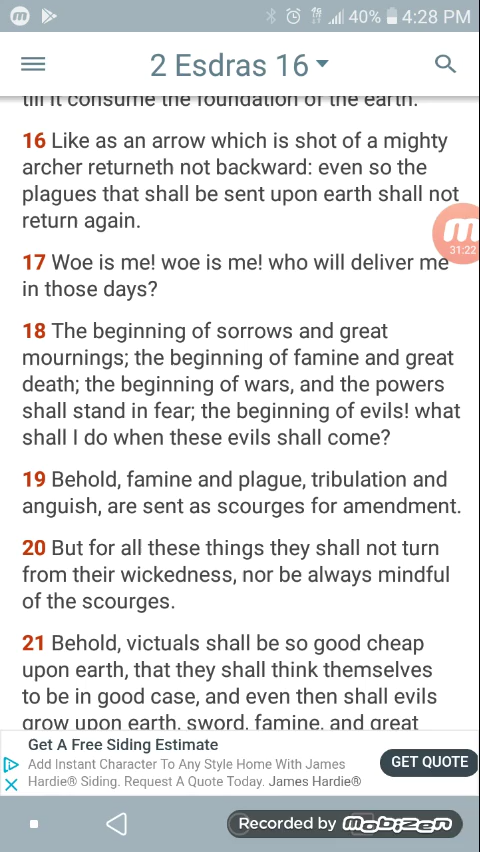 4G 40% 4:28 PM
2 Esdras 16
till it consume the foundation of the earth.
16 Like as an arrow which is shot of a mighty
archer returneth not backward: even so the
plagues that shall be sent upon earth shall not
return again.
31:22
17 Woe is me! woe is me! who will deliver me
in those days?
18 The beginning of sorrows and great
mournings; the beginning of famine and great
death; the beginning of wars, and the powers
shall stand in fear; the beginning of evils! what
shall I do when these evils shall come?
19 Behold, famine and plague, tribulation and
anguish, are sent as scourges for amendment.
20 But for all these things they shall not turn
from their wickedness, nor be always mindful
of the scourges.
21 Behold, victuals shall be so good cheap
upon earth, that they shall think themselves
to be in good case, and even then shall evils
grow upon earth, sword, famine, and great
Get A Free Siding Estimate
Add Instant Character To Any Style Home With James
Hardie® Siding. Request A Quote Today. James Hardie®
GET QUOTE
Recorded by mobizen